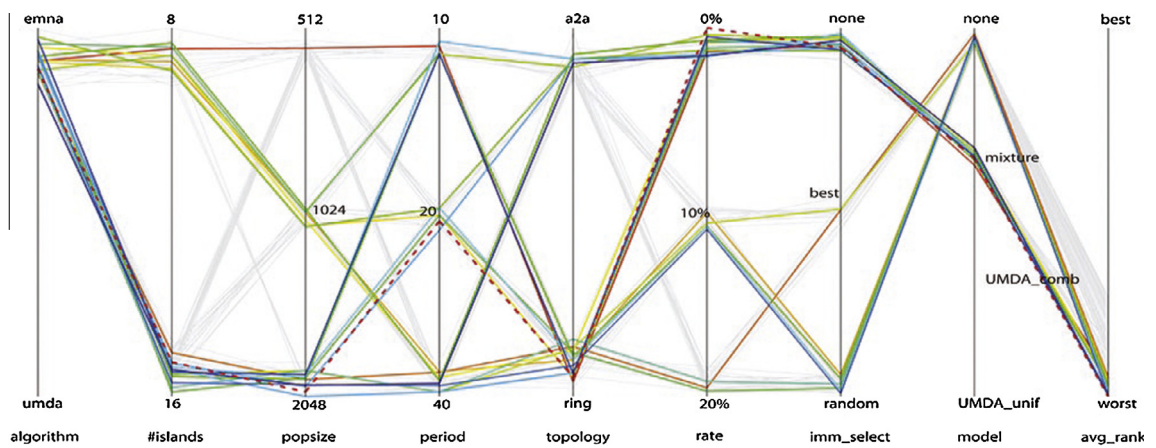 emna 8 512 10 a2a 0% none none best
mixture
best
1024 20 10%
UMDA_comb
umda 16 2048 40 ring 20% random UMDA_unif worst
algorithm #islands popsize period topology rate imm_select model avg_rank